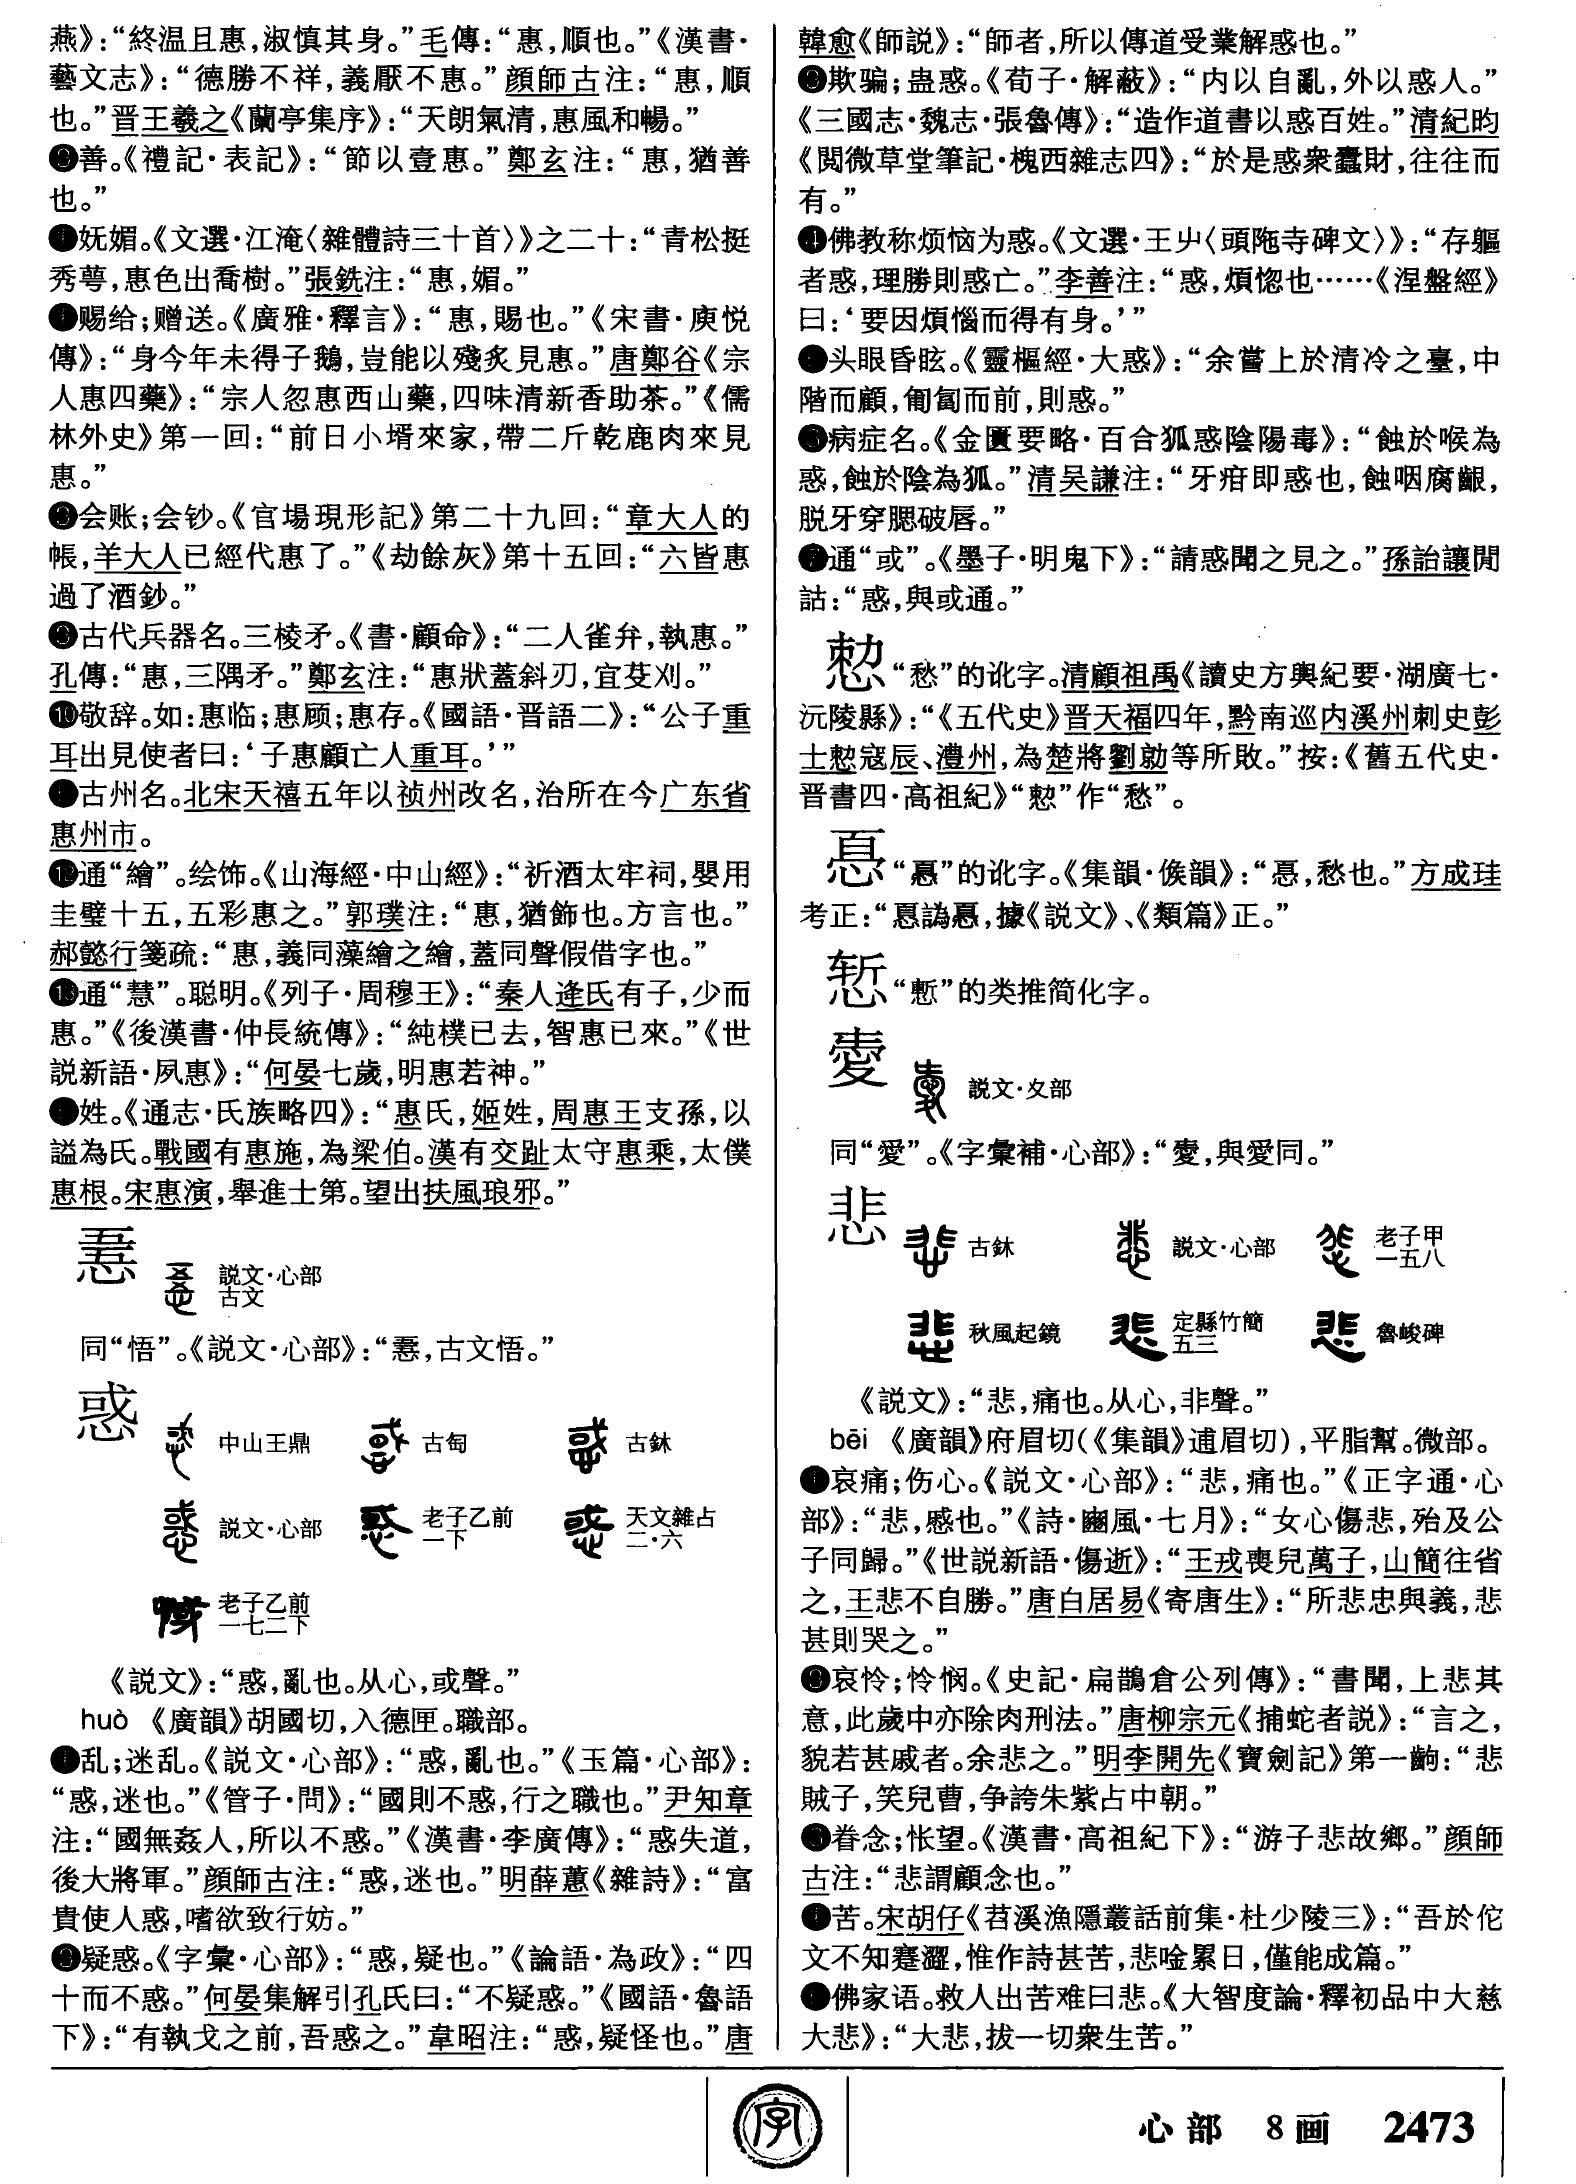 燕》：“終温且惠，淑慎其身。”毛傳：“惠，順也。”《漢書·
藝文志》：“德勝不祥，義厭不惠。”顔師古注：“惠，順
也。”晋王羲之《蘭亭集序》：“天朗氣清，惠風和暢。”
善。《禮記·表記》：“節以壹惠。”鄭玄注：“惠，猶善
也。”
妩媚。《文選·江淹〈雜體詩三十首〉》之二十：“青松挺
秀萼，惠色出喬樹。”張銑注：“惠，媚。”
赐给；赠送。《廣雅·釋言》：“惠，賜也。”《宋書·庾悦
傳》：“身今年未得子鵝，豈能以殘炙見惠。”唐鄭谷《宗
人惠四藥》：“宗人忽惠西山藥，四味清新香助茶。”《儒
林外史》第一回：“前日小壻來家，帶二斤乾鹿肉來見
惠。”
会账；会钞。《官場現形記》第二十九回：“章大人的
帳，羊大人已經代惠了。”《劫餘灰》第十五回：“六皆惠
過了酒鈔。”
古代兵器名。三棱矛。《書·顧命》：“二人雀弁，執惠。”
孔傳：“惠，三隅矛。”鄭玄注：“惠狀蓋斜刃，宜芟刈。”
❿敬辞。如：惠临；惠顾；惠存。《國語·晋語二》：“公子重
耳出見使者曰：‘子惠顧亡人重耳。’”
古州名。北宋天禧五年以祯州改名，治所在今广东省
惠州市。
通“繪”。绘饰。《山海經·中山經》：“祈酒太牢祠，嬰用
圭璧十五，五彩惠之。”郭璞注：“惠，猶飾也。方言也。”
郝懿行箋疏：“惠，義同藻繪之繪，蓋同聲假借字也。”
通“慧”。聪明。《列子·周穆王》：“秦人逄氏有子，少而
惠。”《後漢書·仲長統傳》：“純樸已去，智惠已來。”《世
説新語·夙惠》：“何晏七歲，明惠若神。”
姓。《通志·氏族略四》：“惠氏，姬姓，周惠王支孫，以
謚為氏。戰國有惠施，為梁伯。漢有交趾太守惠乘，太僕
惠根。宋惠演，舉進士第。望出扶風琅邪。”
㤧 説文·心部
古文
同“悟”。《説文·心部》：“㤧，古文悟。”
惑 中山王鼎 古匋 古鉥
説文·心部 老子乙前一下 天文雜占二·六
老子乙前一七二下
《説文》：“惑，亂也。从心，或聲。”
huò 《廣韻》胡國切，入德匣。職部。
乱；迷乱。《説文·心部》：“惑，亂也。”《玉篇·心部》：
“惑，迷也。”《管子·問》：“國則不惑，行之職也。”尹知章
注：“國無姦人，所以不惑。”《漢書·李廣傳》：“惑失道，
後大將軍。”顔師古注：“惑，迷也。”明薛蕙《雜詩》：“富
貴使人惑，嗜欲致行妨。”
疑惑。《字彙·心部》：“惑，疑也。”《論語·為政》：“四
十而不惑。”何晏集解引孔氏曰：“不疑惑。”《國語·魯語
下》：“有執戈之前，吾惑之。”韋昭注：“惑，疑怪也。”唐
韓愈《師説》：“師者，所以傳道受業解惑也。”
欺骗；蛊惑。《荀子·解蔽》：“内以自亂，外以惑人。”
《三國志·魏志·張魯傳》：“造作道書以惑百姓。”清紀昀
《閲微草堂筆記·槐西雜志四》：“於是惑衆蠹財，往往而
有。”
佛教称烦恼为惑。《文選·王屮〈頭陁寺碑文〉》：“存軀
者惑，理勝則惑亡。”李善注：“惑，煩惚也……《涅盤經》
曰：‘要因煩惱而得有身。’”
头眼昏眩。《靈樞經·大惑》：“余嘗上於清冷之臺，中
階而顧，匍匐而前，則惑。”
病症名。《金匱要略·百合狐惑陰陽毒》：“蝕於喉為
惑，蝕於陰為狐。”清吴謙注：“牙疳即惑也，蝕咽腐齦，
脱牙穿腮破唇。”
通“或”。《墨子·明鬼下》：“請惑聞之見之。”孫詒讓閒
詁：“惑，與或通。”
“愁”的讹字。清顧祖禹《讀史方輿紀要·湖廣七·
沅陵縣》：“《五代史》晋天福四年，黔南巡内溪州刺史彭
士寇辰、澧州，為楚將劉勍等所敗。”按：《舊五代史·
晋書四·高祖紀》“”作“愁”。
“”的讹字。《集韻·侯韻》：“，愁也。”方成珪
考正：“譌，據《説文》、《類篇》正。”
“慙”的类推简化字。
㤅 説文·夊部
同“愛”。《字彙補·心部》：“，與愛同。”
悲 古鉥 説文·心部 老子甲一五八
秋風起鏡 定縣竹簡五三 魯峻碑
《説文》：“悲，痛也。从心，非聲。”
bēi 《廣韻》府眉切（《集韻》逋眉切），平脂幫。微部。
❶哀痛；伤心。《説文·心部》：“悲，痛也。”《正字通·心
部》：“悲，慼也。”《詩·豳風·七月》：“女心傷悲，殆及公
子同歸。”《世説新語·傷逝》：“王戎喪兒萬子，山簡往省
之，王悲不自勝。”唐白居易《寄唐生》：“所悲忠與義，悲
甚則哭之。”
哀怜；怜悯。《史記·扁鵲倉公列傳》：“書聞，上悲其
意，此歲中亦除肉刑法。”唐柳宗元《捕蛇者説》：“言之，
貌若甚戚者。余悲之。”明李開先《寶劍記》第一齣：“悲
賊子，笑兒曹，争誇朱紫占中朝。”
眷念；怅望。《漢書·高祖紀下》：“游子悲故鄉。”顔師
古注：“悲謂顧念也。”
苦。宋胡仔《苕溪漁隱叢話前集·杜少陵三》：“吾於佗
文不知蹇澀，惟作詩甚苦，悲唫累日，僅能成篇。”
佛家语。救人出苦难曰悲。《大智度論·釋初品中大慈
大悲》：“大悲，拔一切衆生苦。”
字
心部 8画 2473